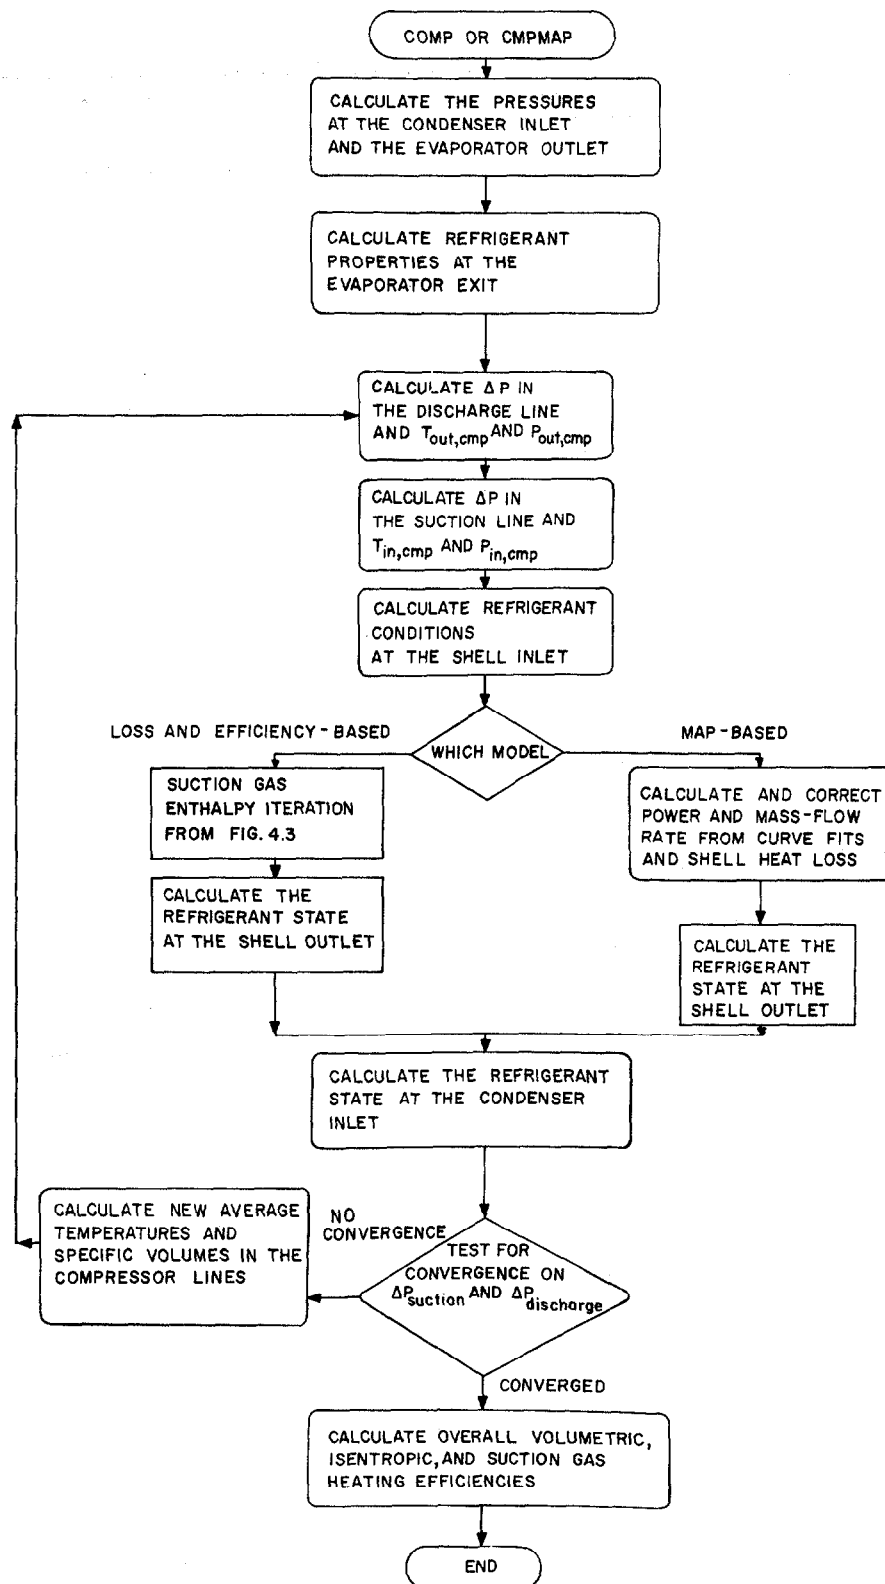 COMP OR CMPMAP
CALCULATE THE PRESSURES
AT THE CONDENSER INLET
AND THE EVAPORATOR OUTLET
CALCULATE REFRIGERANT
PROPERTIES AT THE
EVAPORATOR EXIT
CALCULATE ΔP IN
THE DISCHARGE LINE
AND Tout,cmp AND Pout,cmp
CALCULATE ΔP IN
THE SUCTION LINE AND
Tin,cmp AND Pin,cmp
CALCULATE REFRIGERANT
CONDITIONS
AT THE SHELL INLET
WHICH MODEL
LOSS AND EFFICIENCY-BASED
SUCTION GAS
ENTHALPY ITERATION
FROM FIG. 4.3
CALCULATE THE
REFRIGERANT STATE
AT THE SHELL OUTLET
MAP-BASED
CALCULATE AND CORRECT
POWER AND MASS-FLOW
RATE FROM CURVE FITS
AND SHELL HEAT LOSS
CALCULATE THE
REFRIGERANT
STATE AT THE
SHELL OUTLET
CALCULATE THE REFRIGERANT
STATE AT THE CONDENSER
INLET
TEST FOR
CONVERGENCE ON
ΔPsuction AND ΔPdischarge
NO
CONVERGENCE
CALCULATE NEW AVERAGE
TEMPERATURES AND
SPECIFIC VOLUMES IN THE
COMPRESSOR LINES
CONVERGED
CALCULATE OVERALL VOLUMETRIC,
ISENTROPIC, AND SUCTION GAS
HEATING EFFICIENCIES
END